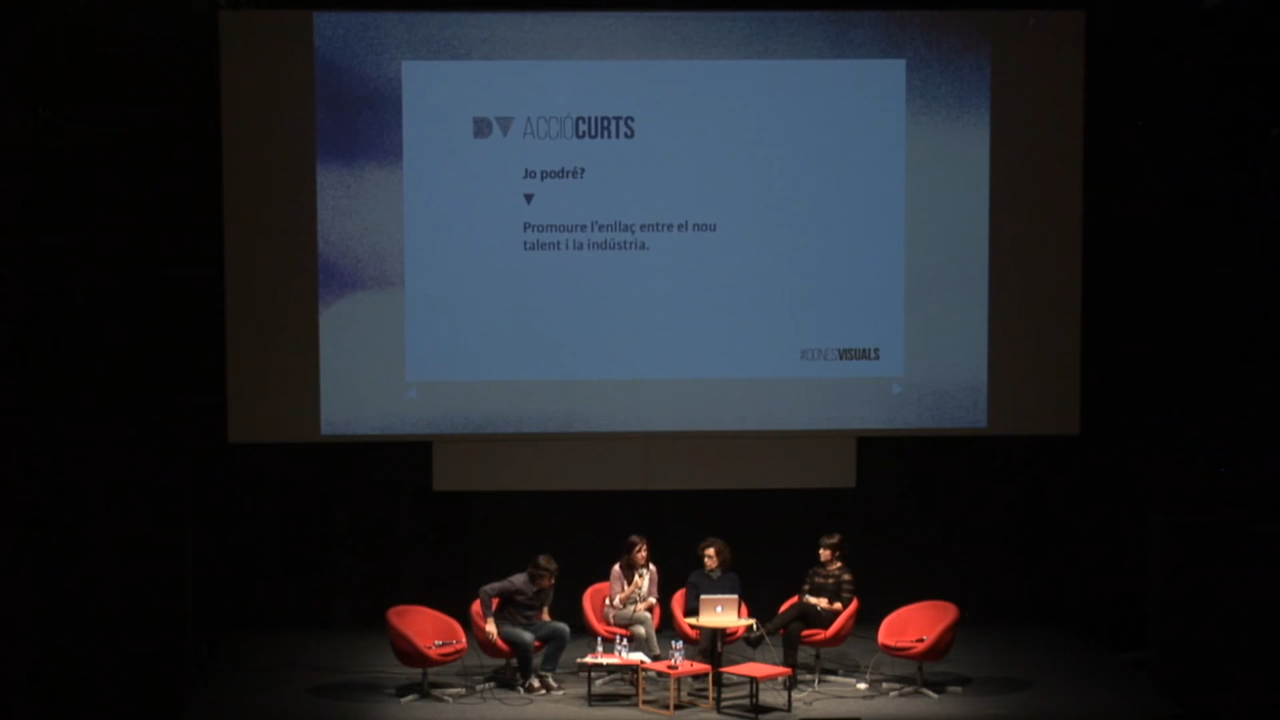 DV ACCIÓCURTS
Jo podré?
Promoure l'enllaç entre el nou
talent i la indústria.
#DONESVISUALS